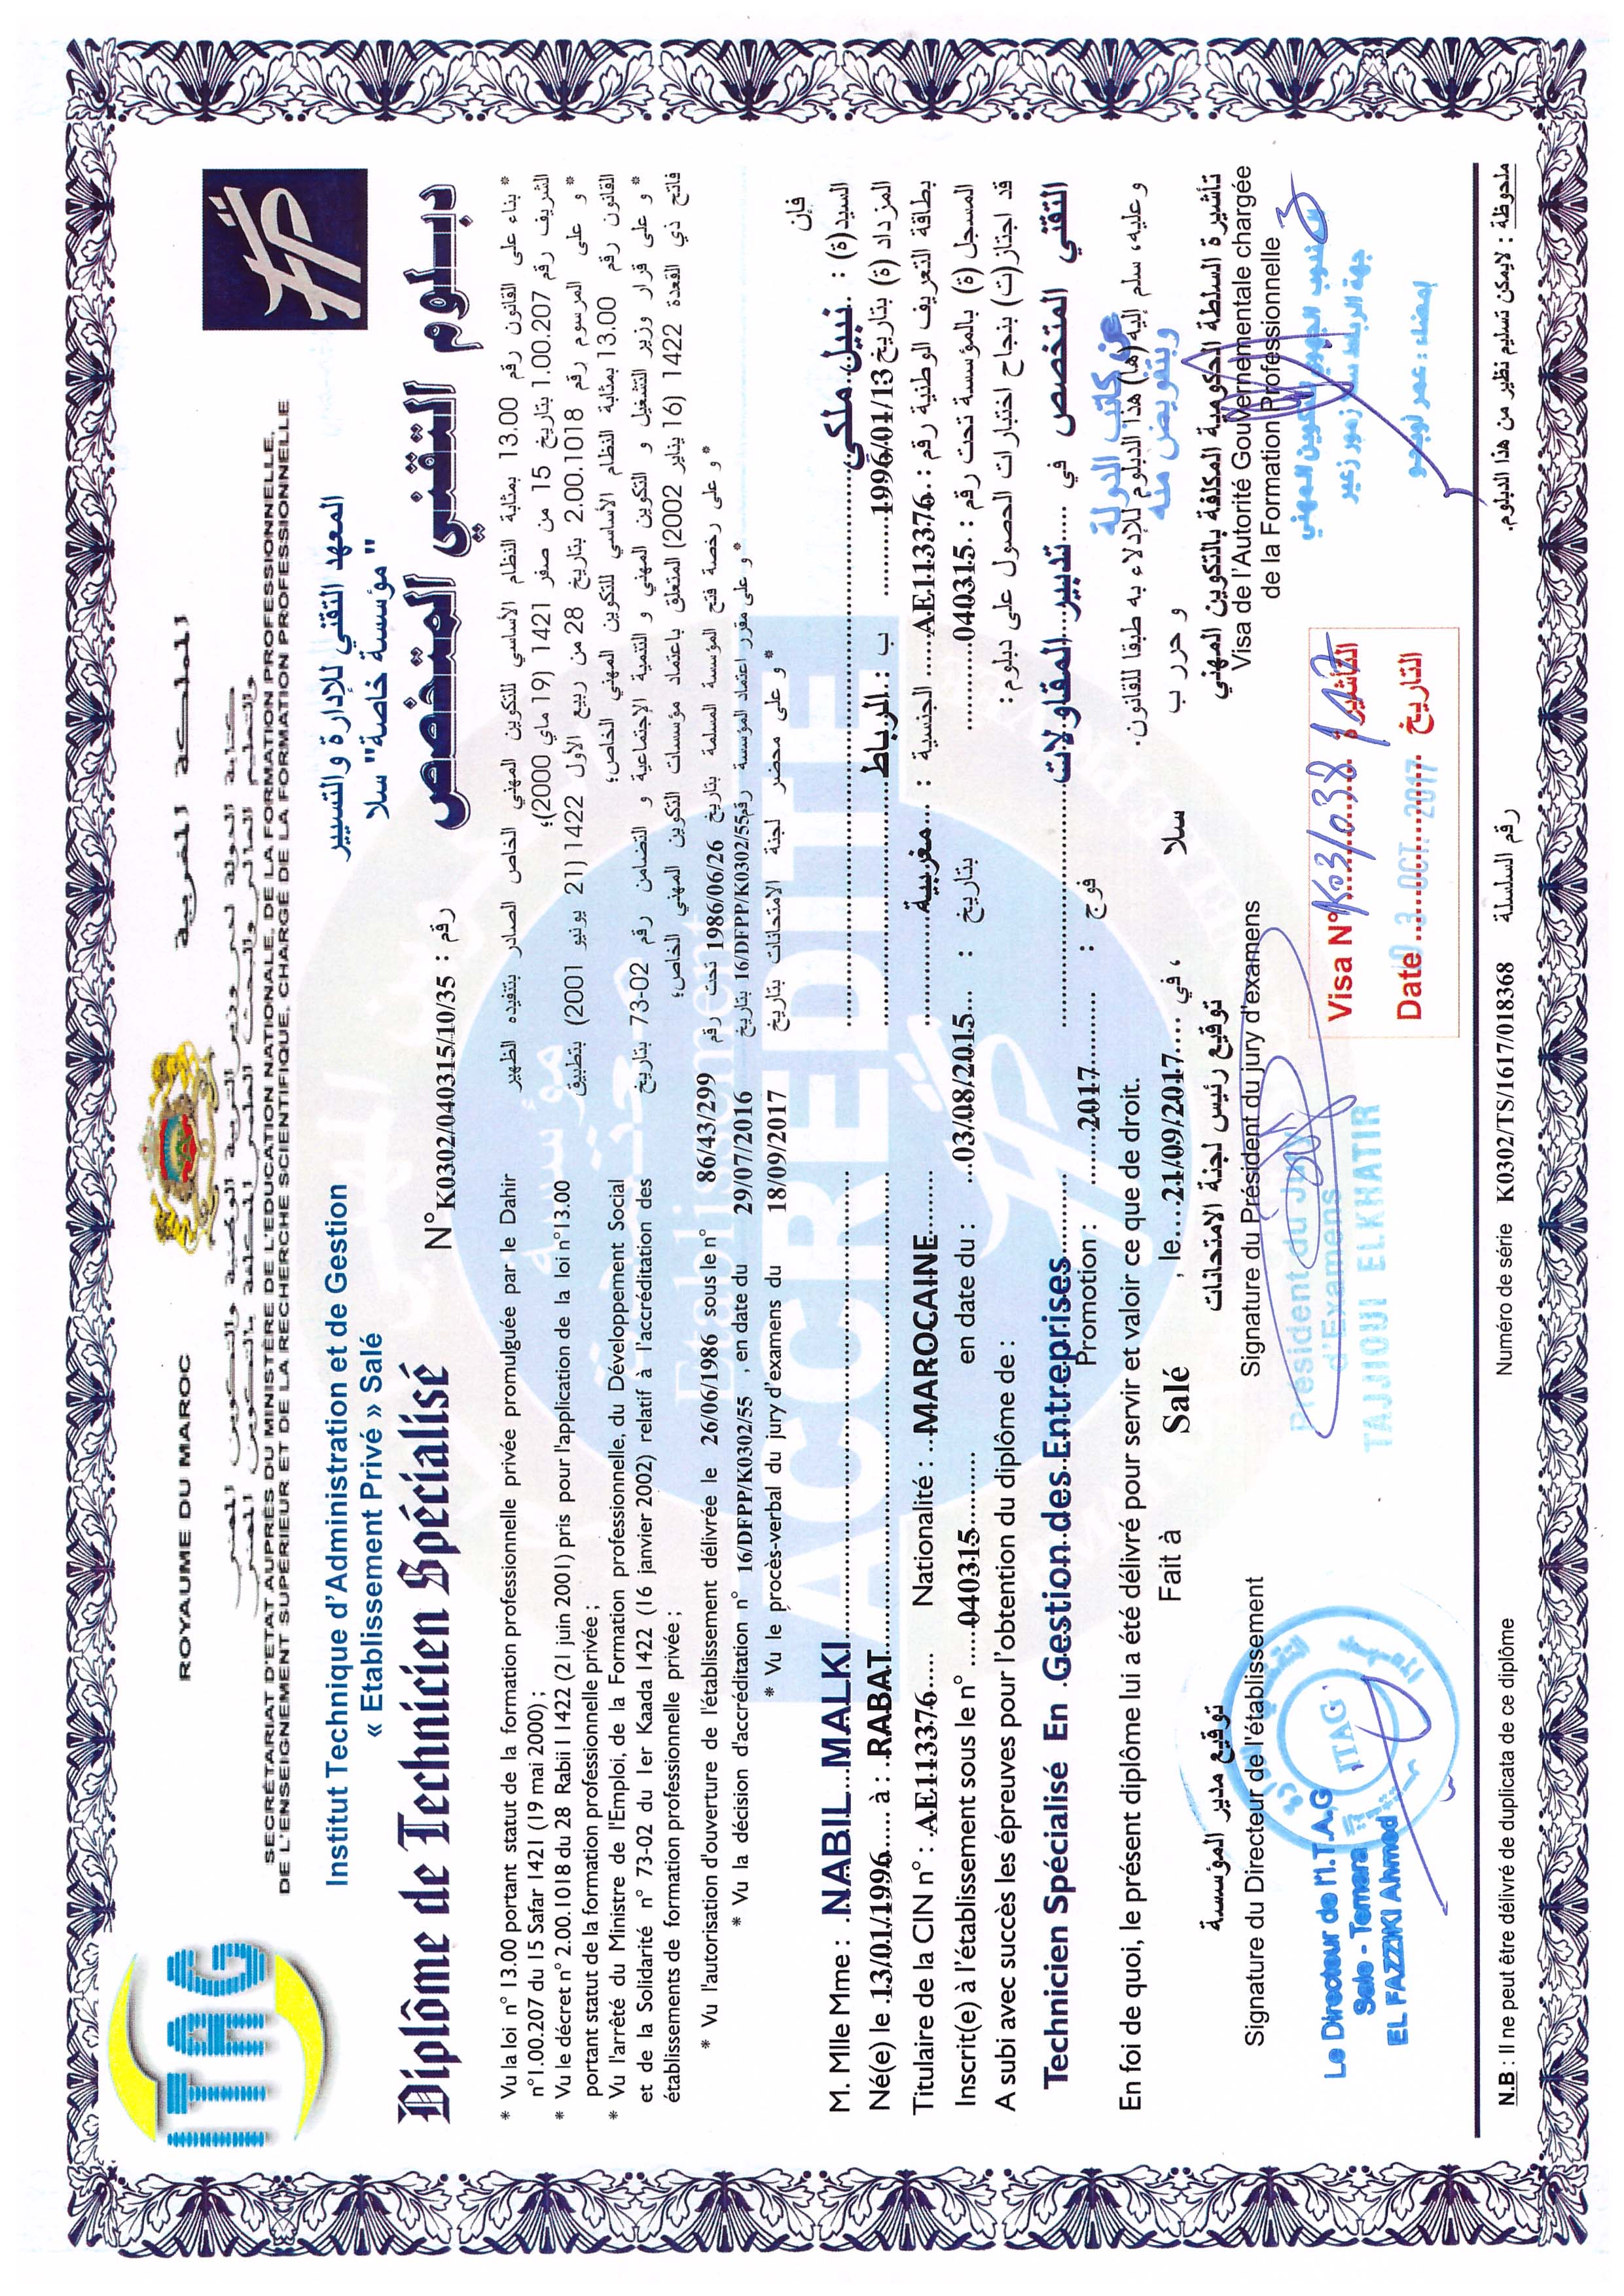 ITAG
ROYAUME DU MAROC
المملكة المغربية
كتابة الدولة لدى وزير التربية الوطنية والتكوين المهني
والتعليم العالي والبحث العلمي المكلفة بالتكوين المهني
SECRÉTARIAT D'ETAT AUPRÈS DU MINISTÈRE DE L'EDUCATION NATIONALE, DE LA FORMATION PROFESSIONNELLE,
DE L'ENSEIGNEMENT SUPÉRIEUR ET DE LA RECHERCHE SCIENTIFIQUE, CHARGÉ DE LA FORMATION PROFESSIONNELLE
Institut Technique d'Administration et de Gestion
« Etablissement Privé » Salé
المعهد التقني للإدارة والتسيير
" مؤسسة خاصة" سلا
Diplôme de Technicien Spécialisé
N° K0302/040315/10/35 : رقم
دبلوم التقني المتخصص
* Vu la loi n° 13.00 portant statut de la formation professionnelle privée promulguée par le Dahir
n°1.00.207 du 15 Safar 1421 (19 mai 2000) ;
* Vu le décret n° 2.00.1018 du 28 Rabii I 1422 (21 juin 2001) pris pour l'application de la loi n°13.00
portant statut de la formation professionnelle privée ;
* Vu l'arrêté du Ministre de l'Emploi, de la Formation professionnelle, du Développement Social
et de la Solidarité n° 73-02 du 1er Kaada 1422 (16 janvier 2002) relatif à l'accréditation des
établissements de formation professionnelle privée ;
* Vu l'autorisation d'ouverture de l'établissement délivrée le 26/06/1986 sous le n° 86/43/299
* Vu la décision d'accréditation n° 16/DFPP/K0302/55 , en date du 29/07/2016
* Vu le procès-verbal du jury d'examens du 18/09/2017
* بناء على القانون رقم 13.00 بمثابة النظام الأساسي للتكوين المهني الخاص الصادر بتنفيده الظهير
الشريف رقم 1.00.207 بتاريخ 15 من صفر 1421 (19 ماي 2000)؛
* و على المرسوم رقم 2.00.1018 بتاريخ 28 من ربيع الأول 1422 (21 يونيو 2001) بتطبيق
القانون رقم 13.00 بمثابة النظام الأساسي للتكوين المهني الخاص؛
* و على قرار وزير التشغيل و التكوين المهني و التنمية الإجتماعية و التضامن رقم 73-02 بتاريخ
فاتح ذي القعدة 1422 (16 يناير 2002) المتعلق باعتماد مؤسسات التكوين المهني الخاص؛
* و على رخصة فتح المؤسسة المسلمة بتاريخ 1986/06/26 تحت رقم
* و على مقرر اعتماد المؤسسة رقم 16/DFPP/K0302/55 بتاريخ
* و على محضر لجنة الامتحانات بتاريخ
فإن
مؤسسة
معتمدة
Etablissement
ACCREDITE
M. Mlle Mme : NABIL MALKI
السيد(ة) : نبيل ملكي
Né(e) le 13/01/1996 à : RABAT
المزداد (ة) بتاريخ 1996/01/13 ب : الرباط
Titulaire de la CIN n° : AE113376 Nationalité : MAROCAINE
بطاقة التعريف الوطنية رقم : AE113376 الجنسية : مغربية
Inscrit(e) à l'établissement sous le n° 040315 en date du : 03/08/2015 : بتاريخ
المسجل (ة) بالمؤسسة تحت رقم : 040315
A subi avec succès les épreuves pour l'obtention du diplôme de :
قد اجتاز(ت) بنجاح اختبارات الحصول على دبلوم:
Technicien Spécialisé En Gestion des Entreprises
التقني المتخصص في تدبير المقاولات
Promotion : 2017 : فوج
En foi de quoi, le présent diplôme lui a été délivré pour servir et valoir ce que de droit.
وعليه، سلم إليه(ها) هذا الدبلوم للإدلاء به طبقا للقانون.
عن كاتب الدولة
وبتفويض منه
Fait à Salé , le 21/09/2017 في ،
و حرر ب سلا
توقيع مدير المؤسسة
Signature du Directeur de l'établissement
توقيع رئيس لجنة الامتحانات
Signature du Président du jury d'examens
تأشيرة السلطة الحكومية المكلفة بالتكوين المهني
Visa de l'Autorité Gouvernementale chargée
de la Formation Professionnelle
Le Directeur de l'I.T.A.G
Sale - Temara
EL FAZZIKI Ahmed
ITAG
Président du Jury
d'Examens
TAJJIOUI ELKHATIR
Visa N° K03/038/17 التأشيرة
Date 03 OCT. 2017 التاريخ
المندوب الجهوي للتكوين المهني
جهة الرباط سلا زمور زعير
إمضاء : عمر
N.B : Il ne peut être délivré de duplicata de ce diplôme
Numéro de série K0302/TS/1617/018368 رقم السلسلة
ملحوظة : لايمكن تسليم نظير من هذا الدبلوم.